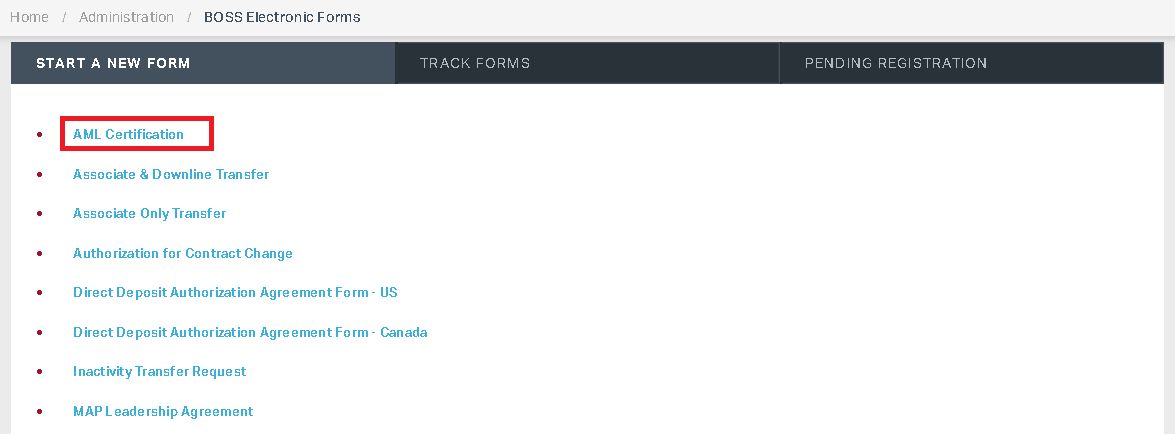 Home / Administration / BOSS Electronic Forms
START A NEW FORM TRACK FORMS PENDING REGISTRATION
• AML Certification
• Associate & Downline Transfer
• Associate Only Transfer
• Authorization for Contract Change
• Direct Deposit Authorization Agreement Form - US
• Direct Deposit Authorization Agreement Form - Canada
• Inactivity Transfer Request
• MAP Leadership Agreement